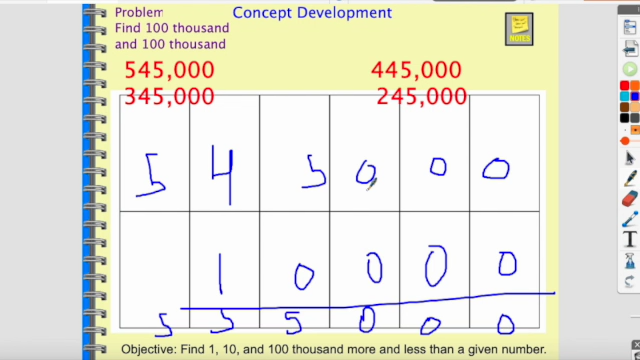 Problem
Concept Development
Find 100 thousand
and 100 thousand
NOTES
545,000 445,000
345,000 245,000
5 4 5 0 0 0
1 0 0 0 0
5 5 5 0 0 0
Objective: Find 1, 10, and 100 thousand more and less than a given number.